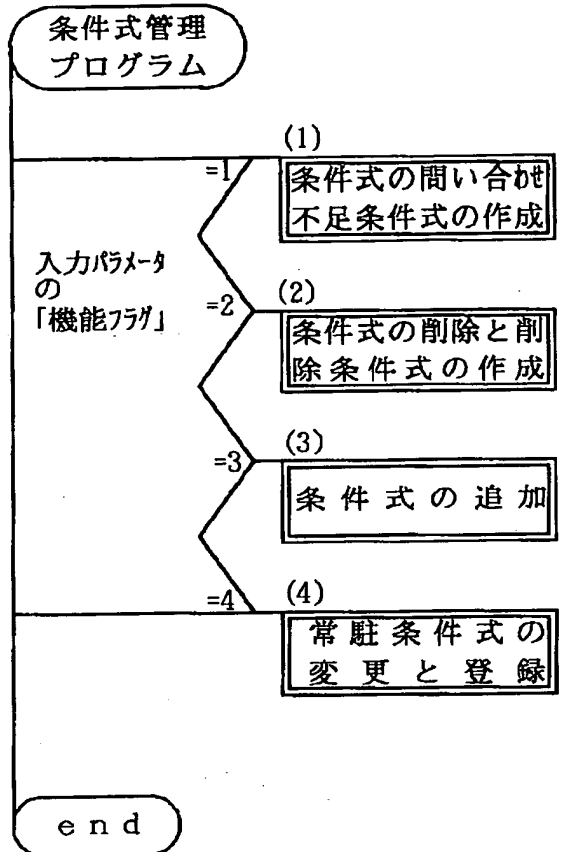 条件式管理
プログラム
(1)
=1
条件式の問い合わせ
不足条件式の作成
入力パラメータ
の
「機能フラグ」
=2
(2)
条件式の削除と削
除条件式の作成
=3
(3)
条件式の追加
=4
(4)
常駐条件式の
変更と登録
end